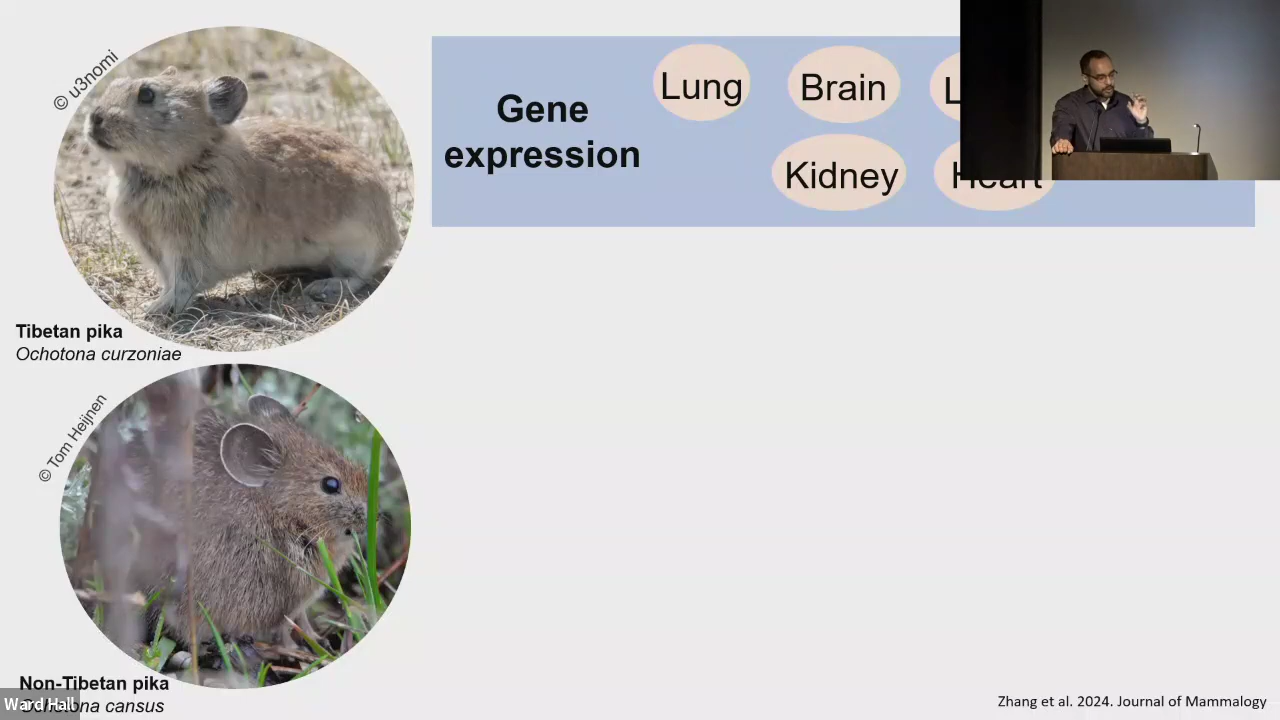 © u3nomi
Gene
expression
Lung
Brain
Kidney
Heart
Tibetan pika
Ochotona curzoniae
© Tom Heijnen
Non-Tibetan pika
Ochotona cansus
Ward Hall
Zhang et al. 2024. Journal of Mammalogy